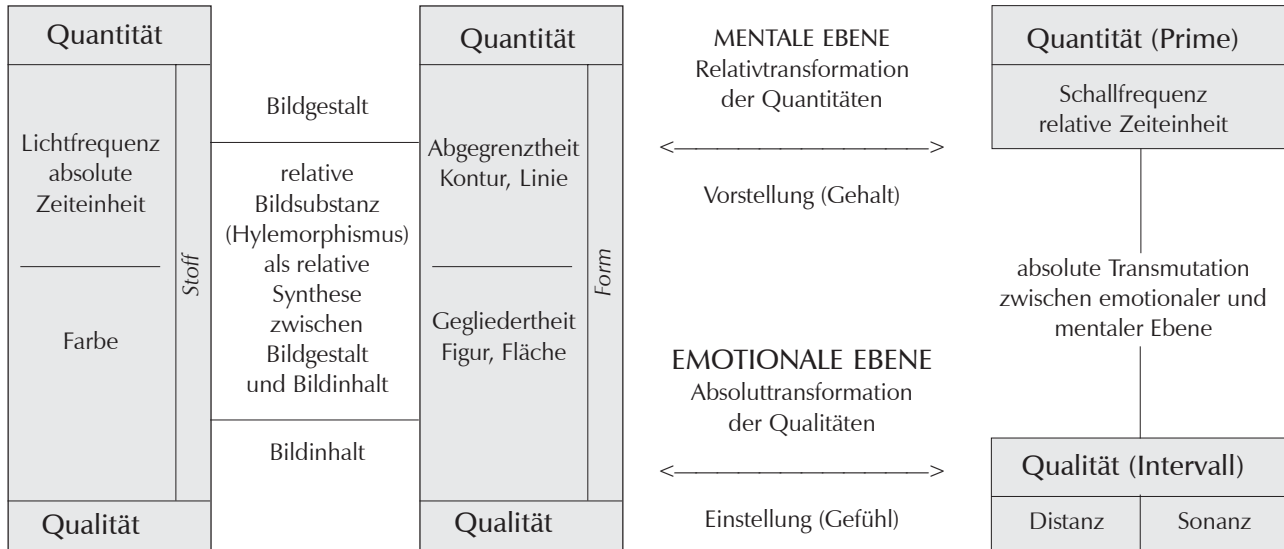 Quantität
Lichtfrequenz
absolute
Zeiteinheit
Farbe
Stoff
Qualität
Bildgestalt
relative
Bildsubstanz
(Hylemorphismus)
als relative
Synthese
zwischen
Bildgestalt
und Bildinhalt
Bildinhalt
Quantität
Abgegrenztheit
Kontur, Linie
Gegliedertheit
Figur, Fläche
Form
Qualität
MENTALE EBENE
Relativtransformation
der Quantitäten
Vorstellung (Gehalt)
EMOTIONALE EBENE
Absoluttransformation
der Qualitäten
Einstellung (Gefühl)
Quantität (Prime)
Schallfrequenz
relative Zeiteinheit
absolute Transmutation
zwischen emotionaler und
mentaler Ebene
Qualität (Intervall)
Distanz
Sonanz